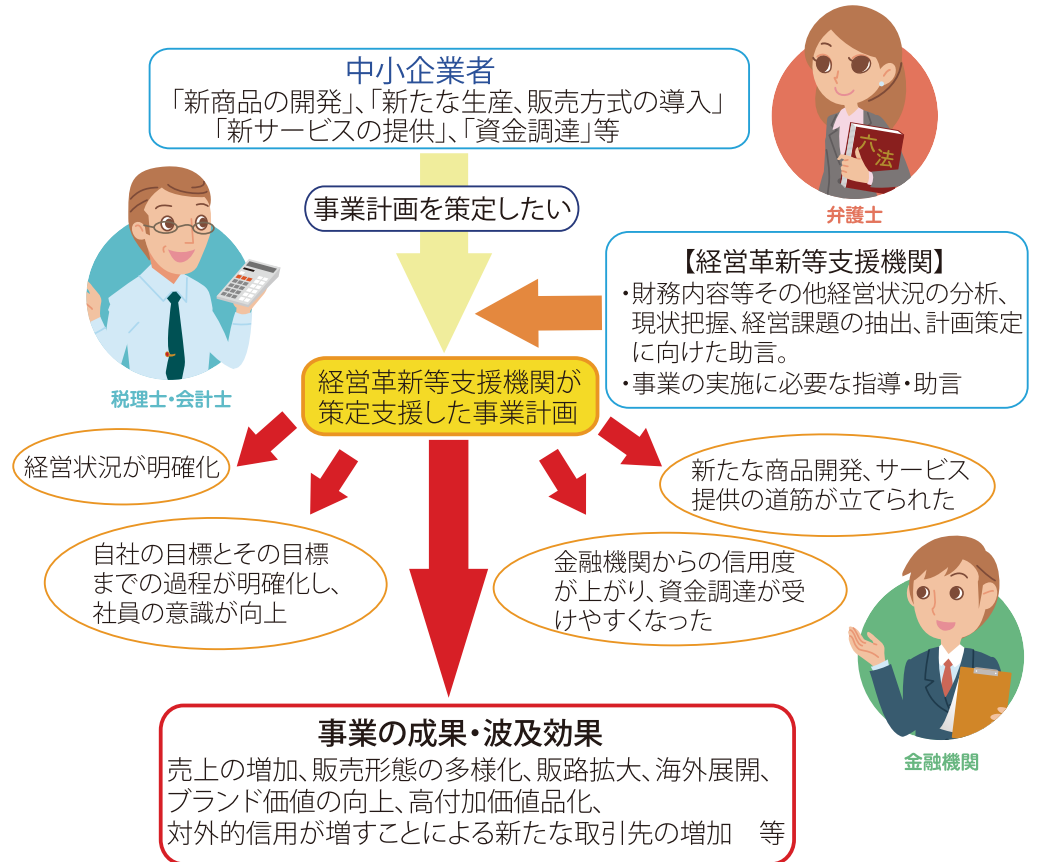 中小企業者
「新商品の開発」、「新たな生産、販売方式の導入」
「新サービスの提供」、「資金調達」等
六法
弁護士
事業計画を策定したい
税理士・会計士
【経営革新等支援機関】
・財務内容等その他経営状況の分析、
現状把握、経営課題の抽出、計画策定
に向けた助言。
・事業の実施に必要な指導・助言
経営革新等支援機関が
策定支援した事業計画
経営状況が明確化
新たな商品開発、サービス
提供の道筋が立てられた
自社の目標とその目標
までの過程が明確化し、
社員の意識が向上
金融機関からの信用度
が上がり、資金調達が受
けやすくなった
金融機関
事業の成果・波及効果
売上の増加、販売形態の多様化、販路拡大、海外展開、
ブランド価値の向上、高付加価値品化、
対外的信用が増すことによる新たな取引先の増加　等